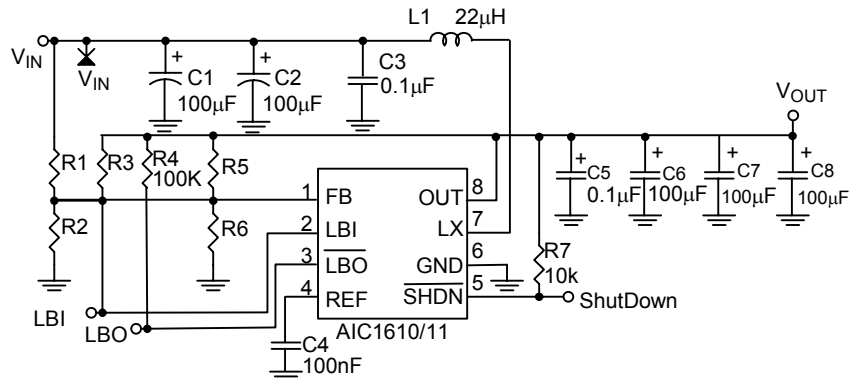 L1
22μH
VIN
VIN
C1
100μF
C2
100μF
C3
0.1μF
VOUT
R1
R3
R4
100K
R5
C5
0.1μF
C6
100μF
C7
100μF
C8
100μF
1
FB
OUT
8
R2
R6
2
LBI
LX
7
3
LBO
GND
6
R7
10k
4
REF
SHDN
5
ShutDown
LBI
LBO
AIC1610/11
C4
100nF